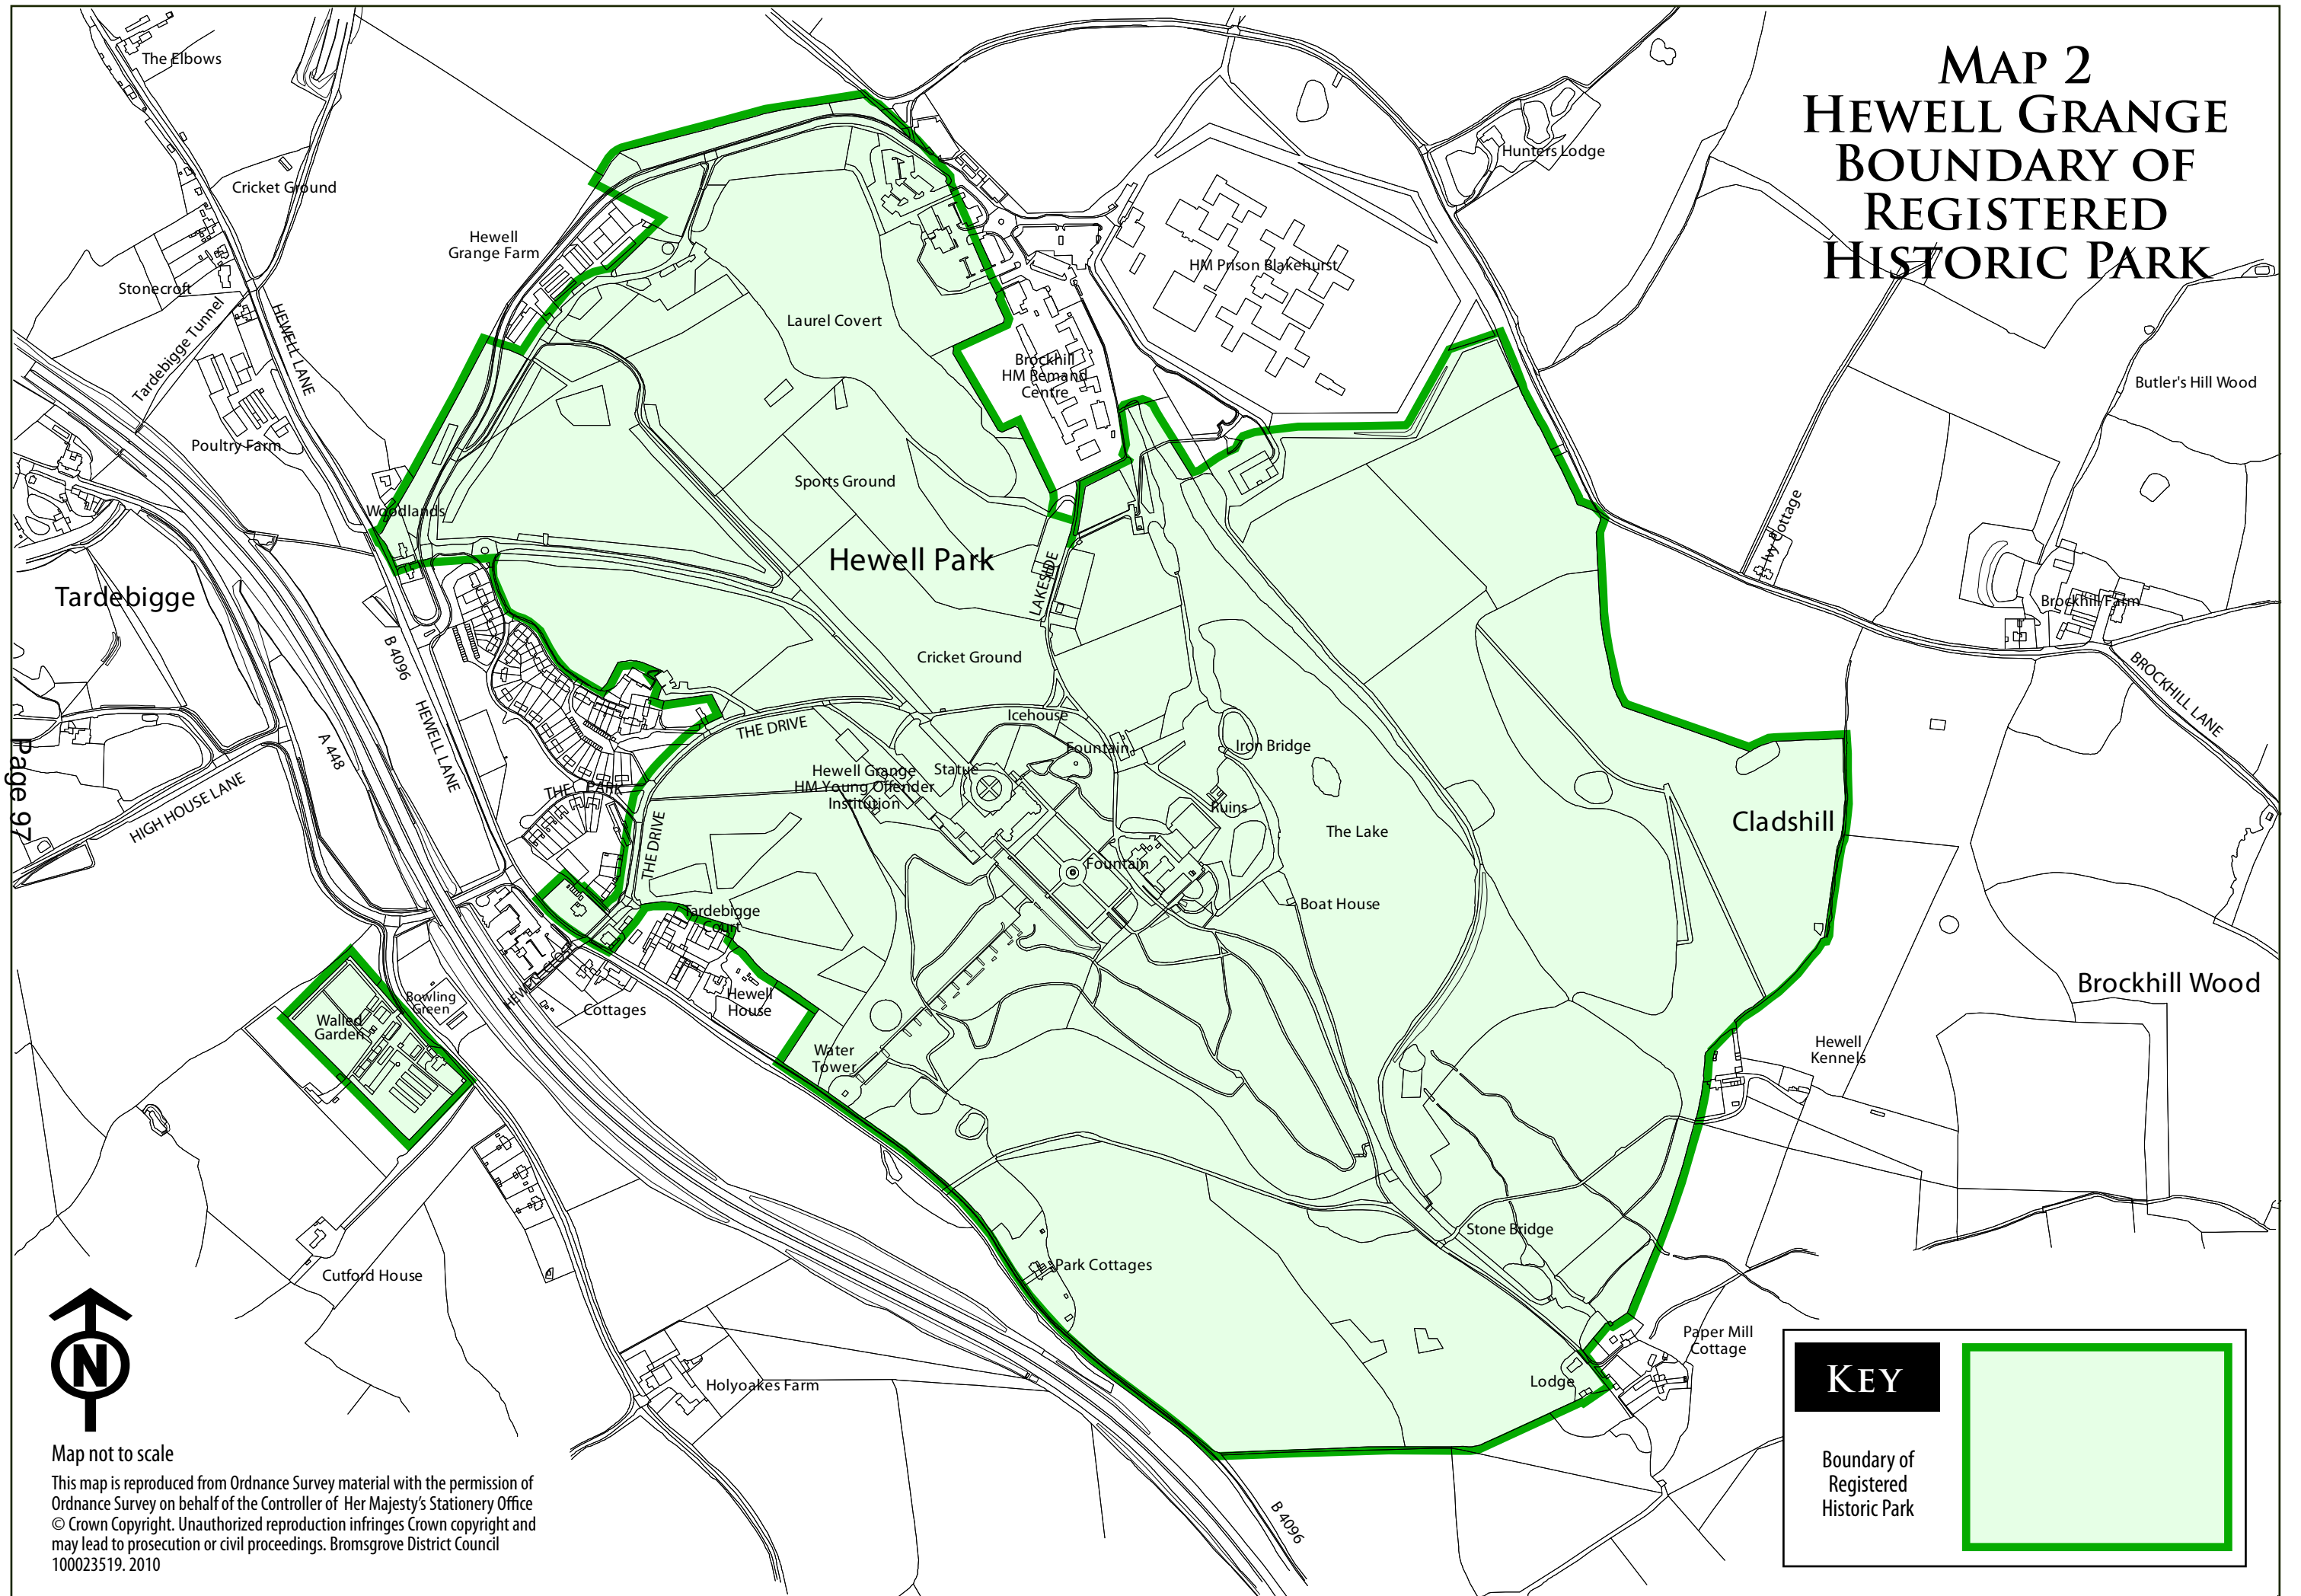 MAP 2
HEWELL GRANGE
BOUNDARY OF
REGISTERED
HISTORIC PARK
The Elbows
Cricket Ground
Hunters Lodge
Hewell
Grange Farm
HM Prison Blakehurst
Stonecroft
Tardebigge Tunnel
HEWELL LANE
Laurel Covert
Brockhill
HM Remand
Centre
Butler's Hill Wood
Poultry Farm
Sports Ground
Woodlands
Ivy Cottage
Hewell Park
LAKESIDE
Tardebigge
Brockhill Farm
B 4096
Cricket Ground
BROCKHILL LANE
HEWELL LANE
A 448
THE DRIVE
Icehouse
Fountain
Iron Bridge
Page 97
HIGH HOUSE LANE
THE PARK
Hewell Grange
HM Young Offender
Institution
Statue
Ruins
The Lake
Cladshill
THE DRIVE
Fountain
Boat House
Tardebigge
Court
HEWELL CLO
Brockhill Wood
Bowling
Green
Walled
Garden
Cottages
Hewell
House
Water
Tower
Hewell
Kennels
Stone Bridge
Park Cottages
Cutford House
Paper Mill
Cottage
Lodge
Holyoakes Farm
B 4096
N
Map not to scale
This map is reproduced from Ordnance Survey material with the permission of
Ordnance Survey on behalf of the Controller of Her Majesty's Stationery Office
© Crown Copyright. Unauthorized reproduction infringes Crown copyright and
may lead to prosecution or civil proceedings. Bromsgrove District Council
100023519. 2010
KEY
Boundary of
Registered
Historic Park